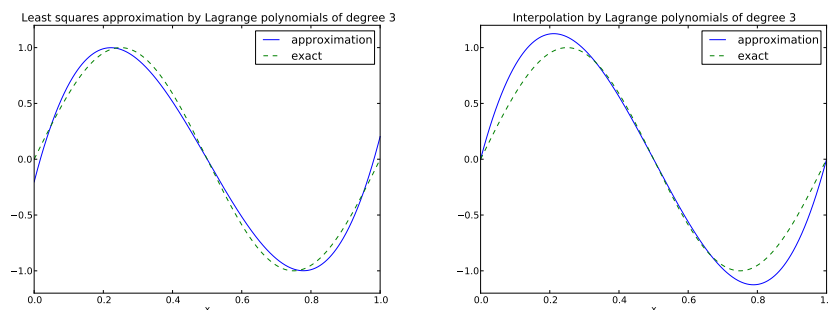 Least squares approximation by Lagrange polynomials of degree 3
approximation
exact
1.0
0.5
0.0
−0.5
−1.0
0.0
0.2
0.4
0.6
0.8
1.0
x
Interpolation by Lagrange polynomials of degree 3
approximation
exact
1.0
0.5
0.0
−0.5
−1.0
0.0
0.2
0.4
0.6
0.8
1.
x